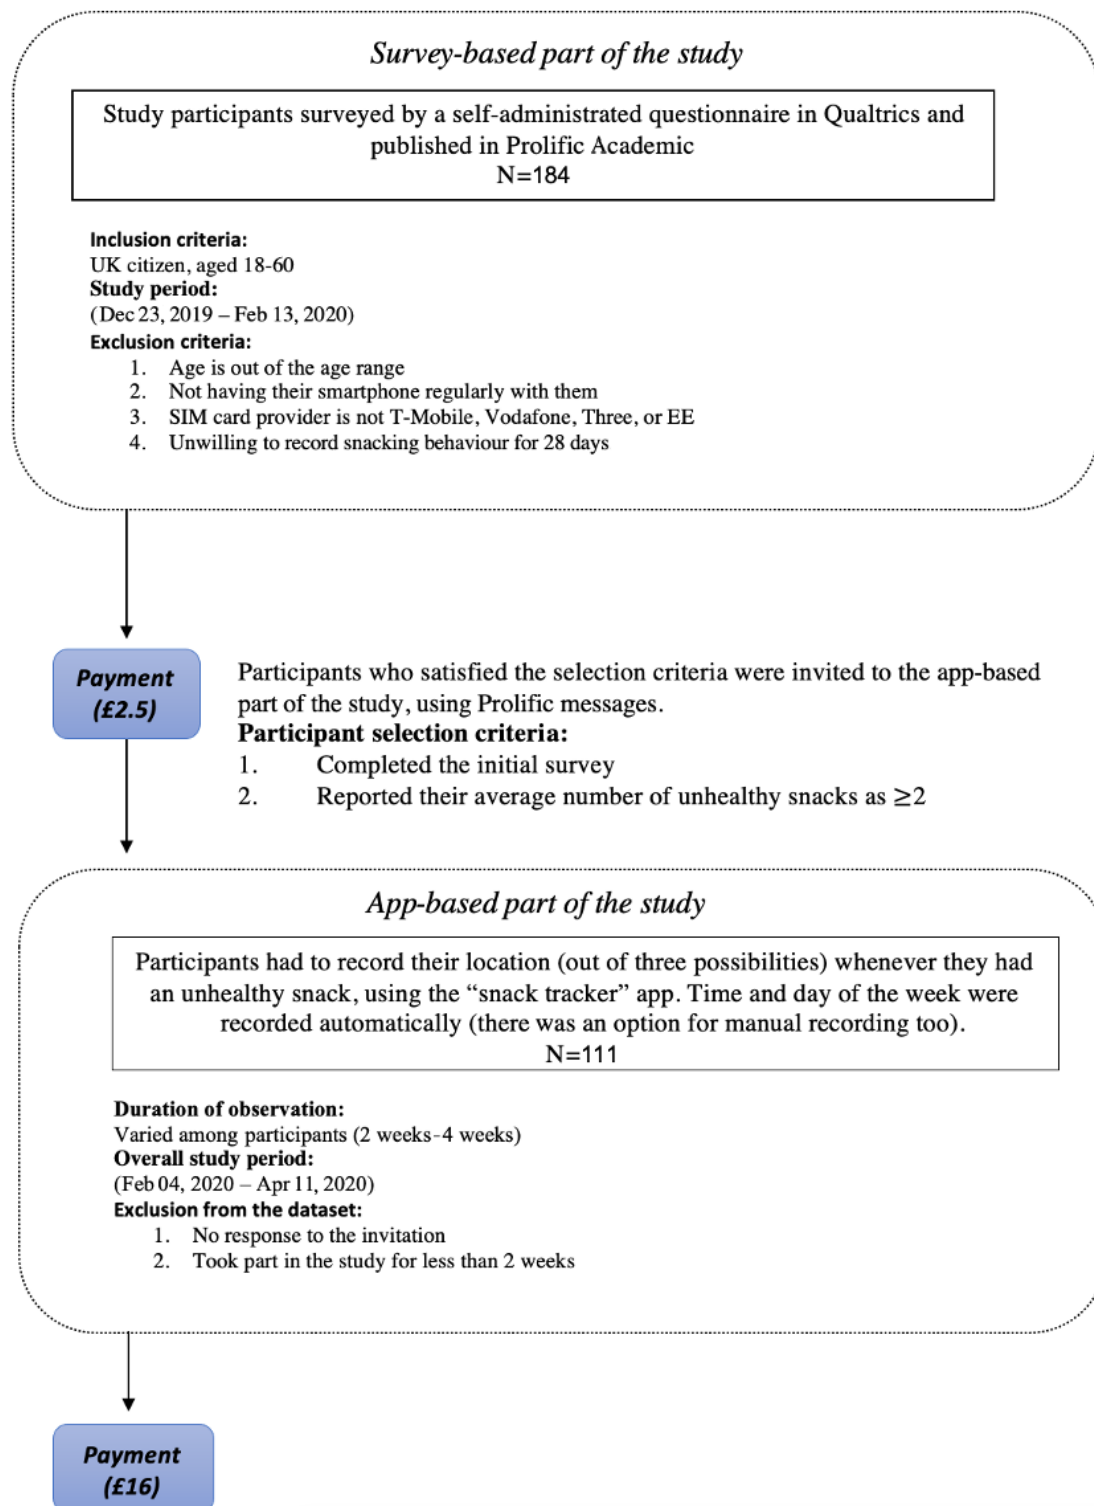 Survey-based part of the study
Study participants surveyed by a self-administrated questionnaire in Qualtrics and
published in Prolific Academic
N=184
Inclusion criteria:
UK citizen, aged 18-60
Study period:
(Dec 23, 2019 – Feb 13, 2020)
Exclusion criteria:
1. Age is out of the age range
2. Not having their smartphone regularly with them
3. SIM card provider is not T-Mobile, Vodafone, Three, or EE
4. Unwilling to record snacking behaviour for 28 days
Payment
(£2.5)
Participants who satisfied the selection criteria were invited to the app-based
part of the study, using Prolific messages.
Participant selection criteria:
1. Completed the initial survey
2. Reported their average number of unhealthy snacks as ≥2
App-based part of the study
Participants had to record their location (out of three possibilities) whenever they had
an unhealthy snack, using the “snack tracker” app. Time and day of the week were
recorded automatically (there was an option for manual recording too).
N=111
Duration of observation:
Varied among participants (2 weeks-4 weeks)
Overall study period:
(Feb 04, 2020 – Apr 11, 2020)
Exclusion from the dataset:
1. No response to the invitation
2. Took part in the study for less than 2 weeks
Payment
(£16)